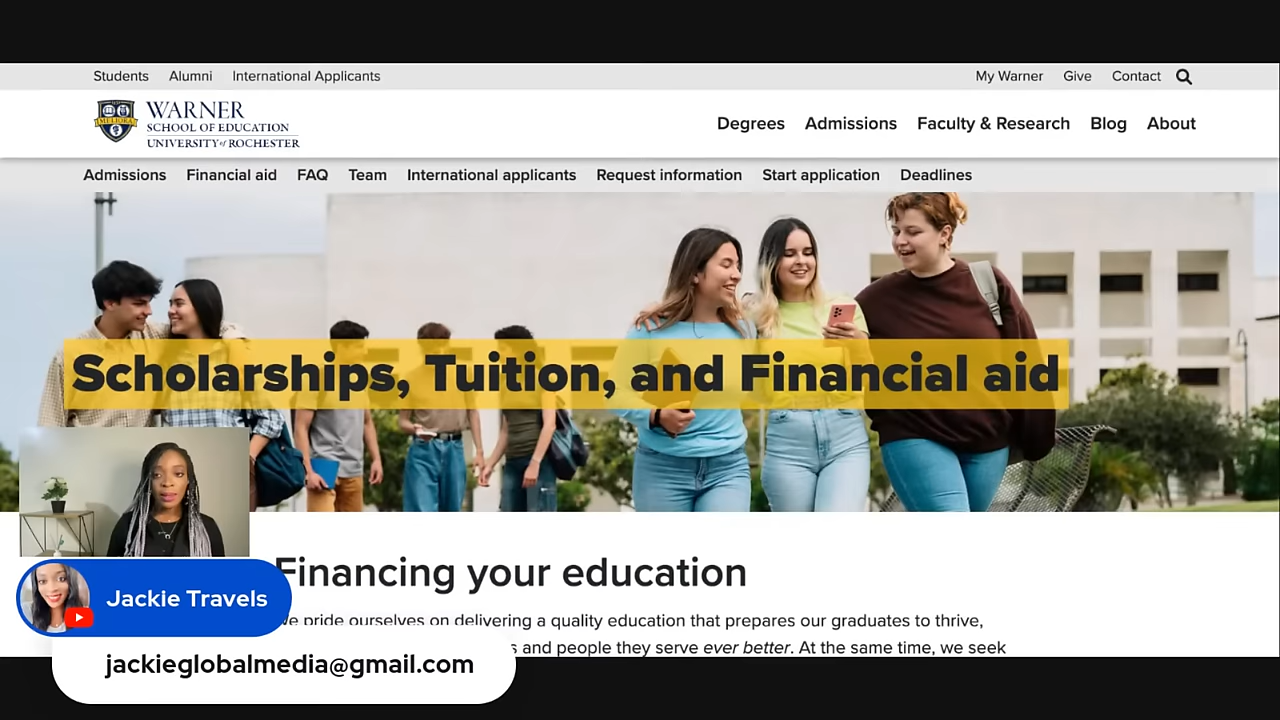 Students Alumni International Applicants My Warner Give Contact
WARNER
SCHOOL OF EDUCATION
UNIVERSITY of ROCHESTER
MELIORA
Degrees Admissions Faculty & Research Blog About
Admissions Financial aid FAQ Team International applicants Request information Start application Deadlines
Scholarships, Tuition, and Financial aid
Financing your education
pride ourselves on delivering a quality education that prepares our graduates to thrive,
and people they serve ever better. At the same time, we seek
Jackie Travels
jackieglobalmedia@gmail.com